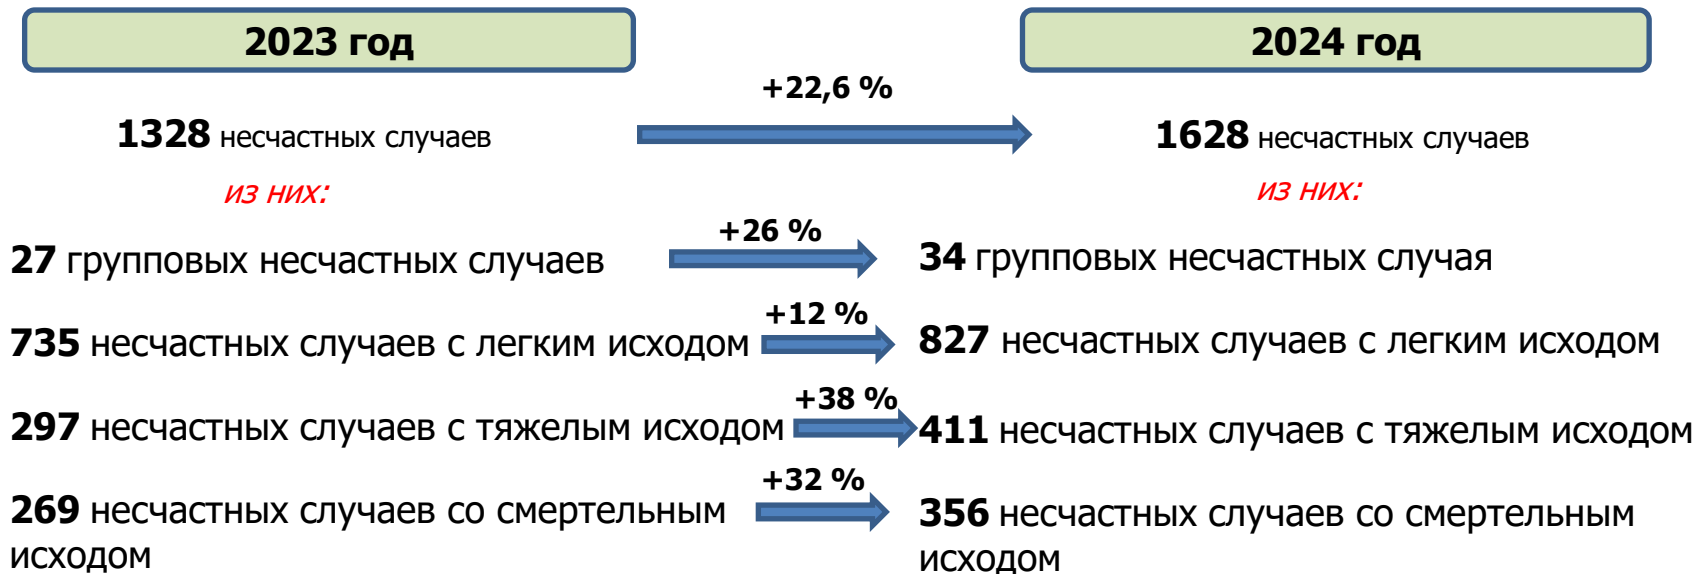 2023 год
2024 год
+22,6 %
1328 несчастных случаев
1628 несчастных случаев
из них:
из них:
+26 %
27 групповых несчастных случаев
34 групповых несчастных случая
+12 %
735 несчастных случаев с легким исходом
827 несчастных случаев с легким исходом
+38 %
297 несчастных случаев с тяжелым исходом
411 несчастных случаев с тяжелым исходом
+32 %
269 несчастных случаев со смертельным
исходом
356 несчастных случаев со смертельным
исходом